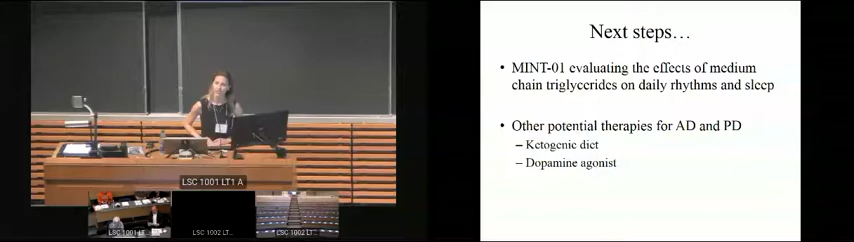 Next steps…
• MINT-01 evaluating the effects of medium
chain triglycerides on daily rhythms and sleep
• Other potential therapies for AD and PD
– Ketogenic diet
– Dopamine agonist
LSC 1001 LT1 A
LSC 1001 LT...
LSC 1002 LT...
LSC 1002 LT...